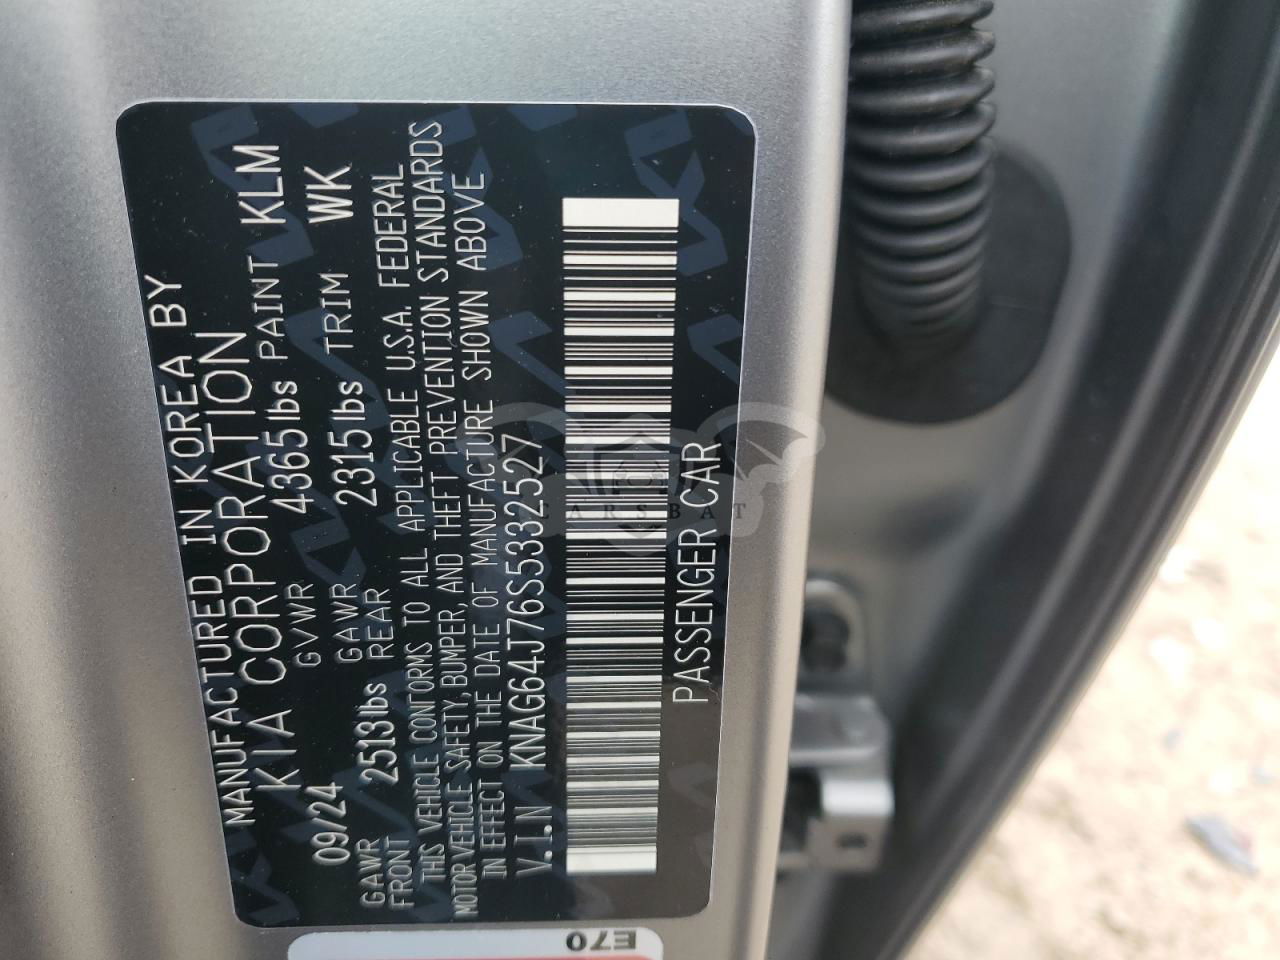 MANUFACTURED IN KOREA BY
KIA CORPORATION
09/24 GVWR 4365lbs PAINT KLM
GAWR FRONT 2513lbs GAWR REAR 2315lbs TRIM WK
THIS VEHICLE CONFORMS TO ALL APPLICABLE U.S.A. FEDERAL
MOTOR VEHICLE SAFETY, BUMPER, AND THEFT PREVENTION STANDARDS
IN EFFECT ON THE DATE OF MANUFACTURE SHOWN ABOVE
V.I.N KNAG64J76S5332527
PASSENGER CAR
CARSBAT
E70